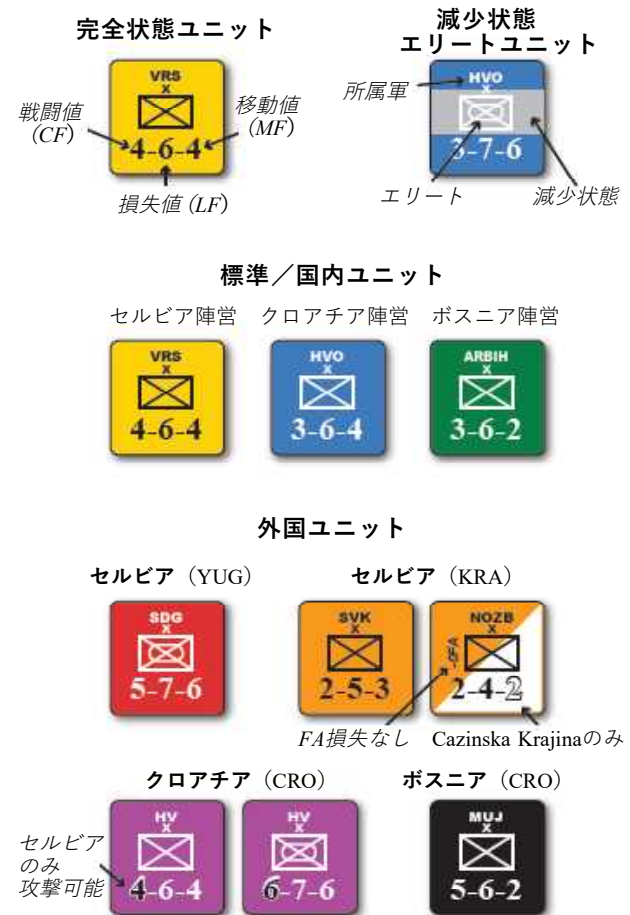 完全状態ユニット
減少状態
エリートユニット
VRS
X
4-6-4
戦闘値
(CF)
移動値
(MF)
損失値 (LF)
所属軍
HVO
X
3-7-6
エリート
減少状態
標準／国内ユニット
セルビア陣営 クロアチア陣営 ボスニア陣営
VRS
X
4-6-4
HVO
X
3-6-4
ARBIH
X
3-6-2
外国ユニット
セルビア（YUG）
セルビア（KRA）
SDG
X
5-7-6
SVK
X
2-5-3
NOZB
X
-0FA
2-4-2
FA損失なし
Cazinska Krajinaのみ
クロアチア（CRO）
ボスニア（CRO）
セルビア
のみ
攻撃可能
HV
X
4-6-4
HV
X
6-7-6
MUJ
X
5-6-2